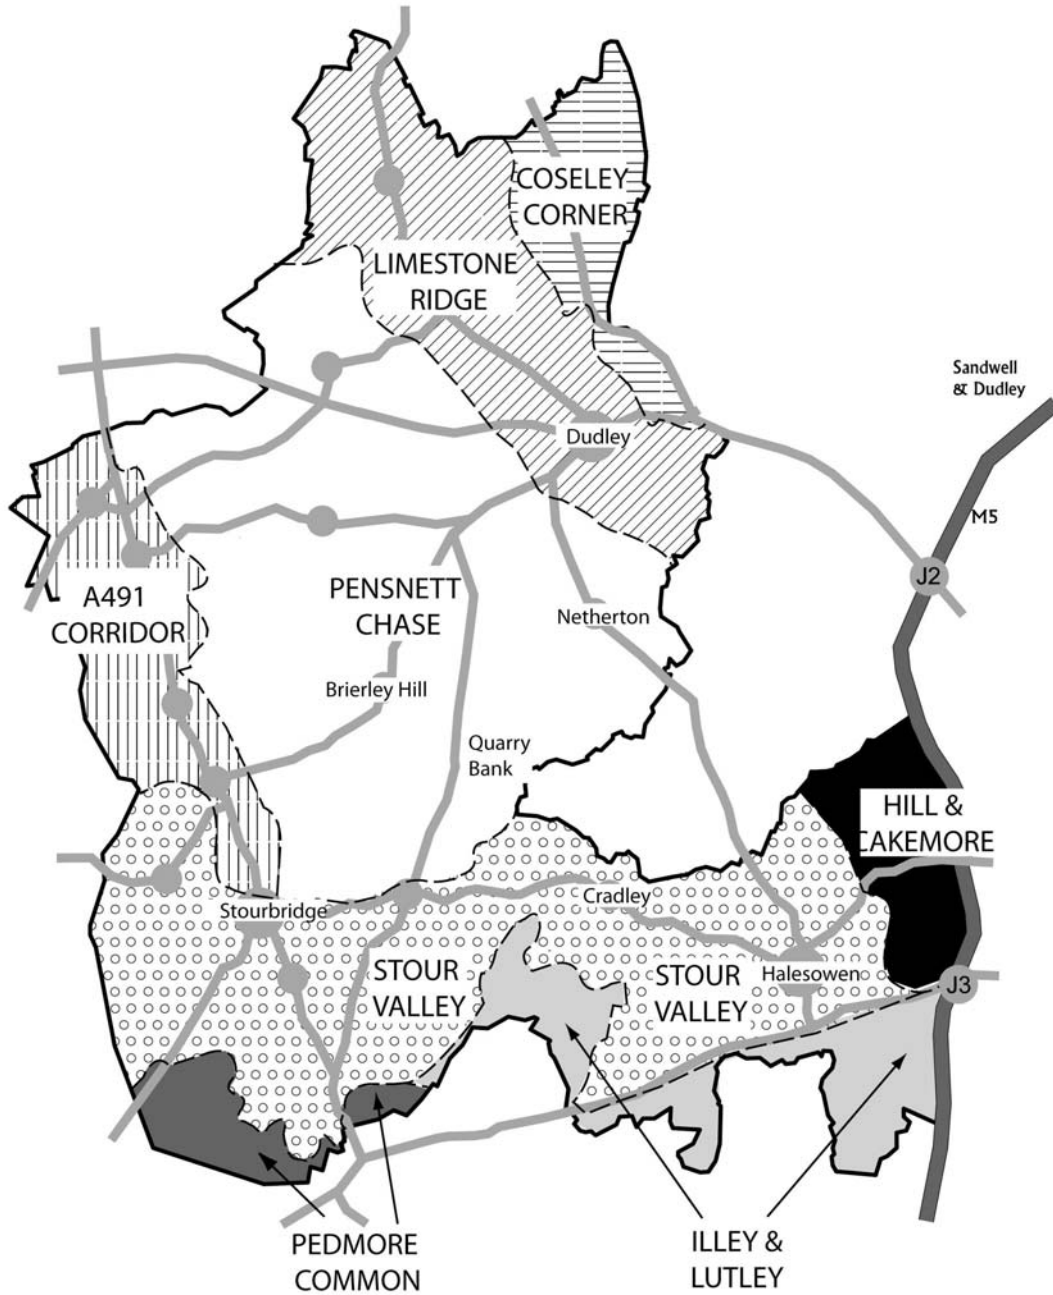 COSELEY
CORNER
LIMESTONE
RIDGE
Sandwell
& Dudley
Dudley
M5
J2
A491
CORRIDOR
PENSNETT
CHASE
Netherton
Brierley Hill
Quarry
Bank
HILL &
CAKEMORE
Cradley
Stourbridge
STOUR
VALLEY
STOUR
VALLEY
Halesowen
J3
PEDMORE
COMMON
ILLEY &
LUTLEY